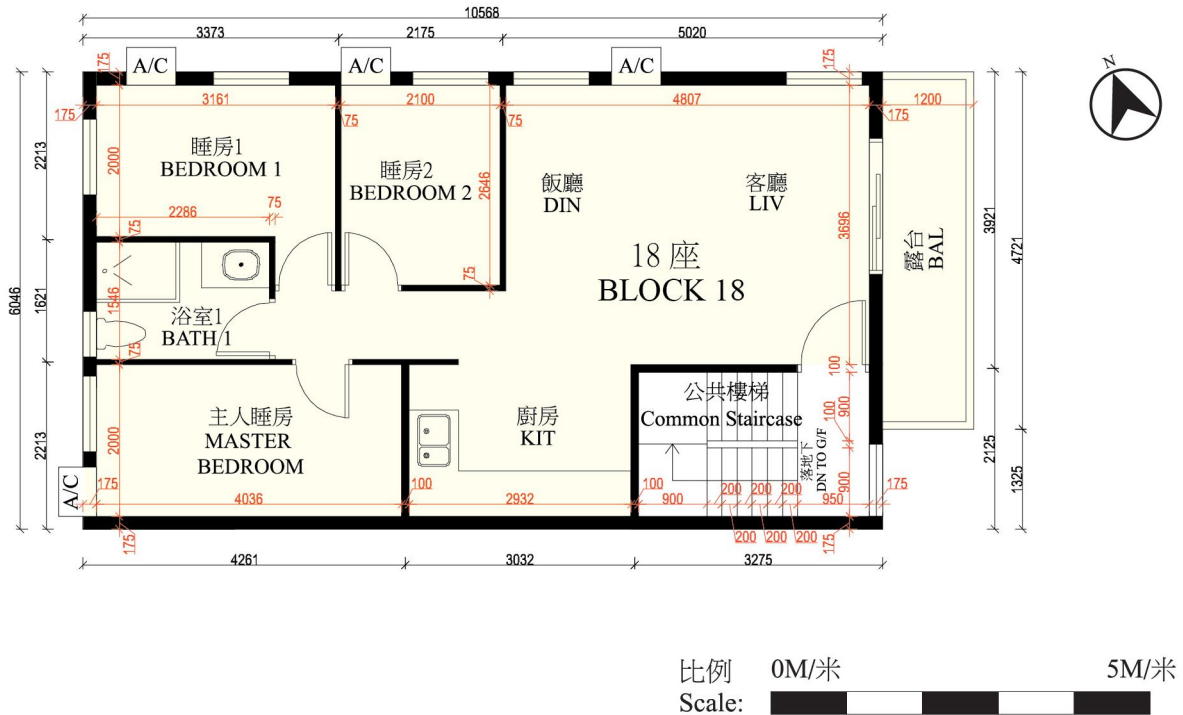 10568
3373 2175 5020
A/C A/C A/C
75 75
3161 2100 4807 1200
175 75 75 175
N
2213 2000
睡房1
BEDROOM 1
睡房2
BEDROOM 2
2646
飯廳
DIN
客廳
LIV
3696
3921
4721
2286 75
75
露台
BAL
18 座
BLOCK 18
75
6046
1621
1546
浴室1
BATH 1
75
100
2213
2000
主人睡房
MASTER
BEDROOM
廚房
KIT
公共樓梯
Common Staircase
900
100
落地下
DN TO G/F
900
2125
1325
A/C
175 4036 100 2932 100 900 200 200 200 950 175
200 200 200
175 175
4261 3032 3275
比例 0M/米 5M/米
Scale: